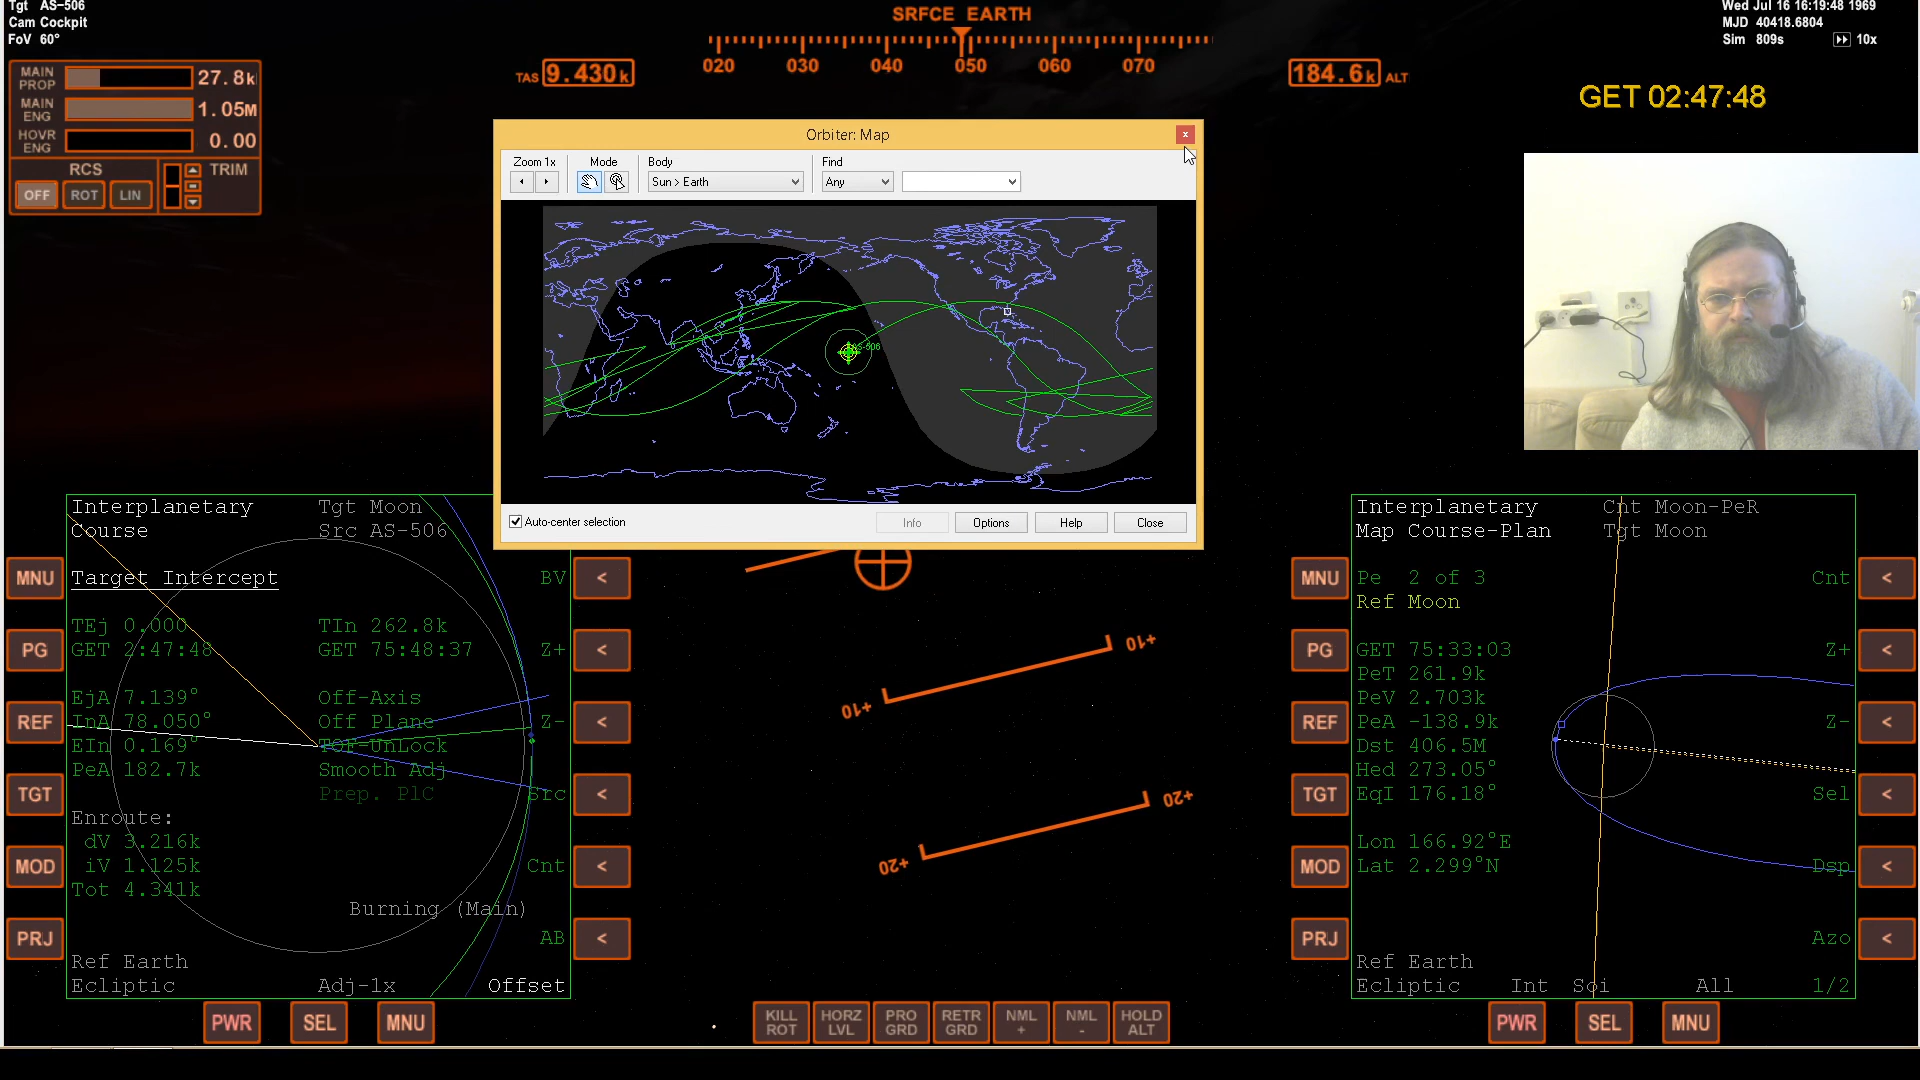 Tgt AS-506
Cam Cockpit
FoV 60°
SRFCE EARTH
020 030 040 050 060 070
TAS 9.430k
184.6k ALT
Wed Jul 16 16:19:48 1969
MJD 40418.6804
Sim 809s 10x
GET 02:47:48
MAIN PROP 27.8k
MAIN ENG 1.05M
HOVR ENG 0.00
RCS TRIM
OFF ROT LIN
Orbiter: Map
Zoom 1x Mode Body Find
Sun > Earth Any
AS-506
Auto-center selection Info Options Help Close
Interplanetary Tgt Moon
Course Src AS-506
Target Intercept
TEj 0.000 TIn 262.8k
GET 2:47:48 GET 75:48:37
EjA 7.139° Off-Axis
InA 78.050° Off Plane
EIn 0.169° TOF-UnLock
PeA 182.7k Smooth Adj
Prep. PlC
Enroute:
dV 3.216k
iV 1.125k
Tot 4.341k
Burning (Main)
Ref Earth
Ecliptic Adj-1x Offset
MNU
PG
REF
TGT
MOD
PRJ
BV <
Z+ <
Z- <
Src <
Cnt <
AB <
PWR SEL MNU
+10 +10
+20 +20
KILL ROT
HORZ LVL
PRO GRD
RETR GRD
NML +
NML -
HOLD ALT
Interplanetary Cnt Moon-PeR
Map Course-Plan Tgt Moon
Pe 2 of 3
Ref Moon
GET 75:33:03
PeT 261.9k
PeV 2.703k
PeA -138.9k
Dst 406.5M
Hed 273.05°
EqI 176.18°
Lon 166.92°E
Lat 2.299°N
Ref Earth
Ecliptic Int Soi All 1/2
MNU
PG
REF
TGT
MOD
PRJ
Cnt <
Z+ <
Z- <
Sel <
Dsp <
Azo <
PWR SEL MNU